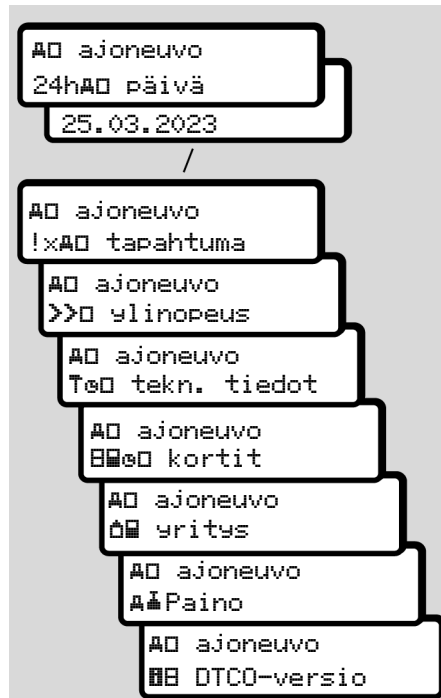 ajoneuvo
24h päivä
25.03.2023
/
ajoneuvo
!x tapahtuma
ajoneuvo
>> ylinopeus
ajoneuvo
tekn. tiedot
ajoneuvo
kortit
ajoneuvo
yritys
ajoneuvo
Paino
ajoneuvo
DTCO-versio